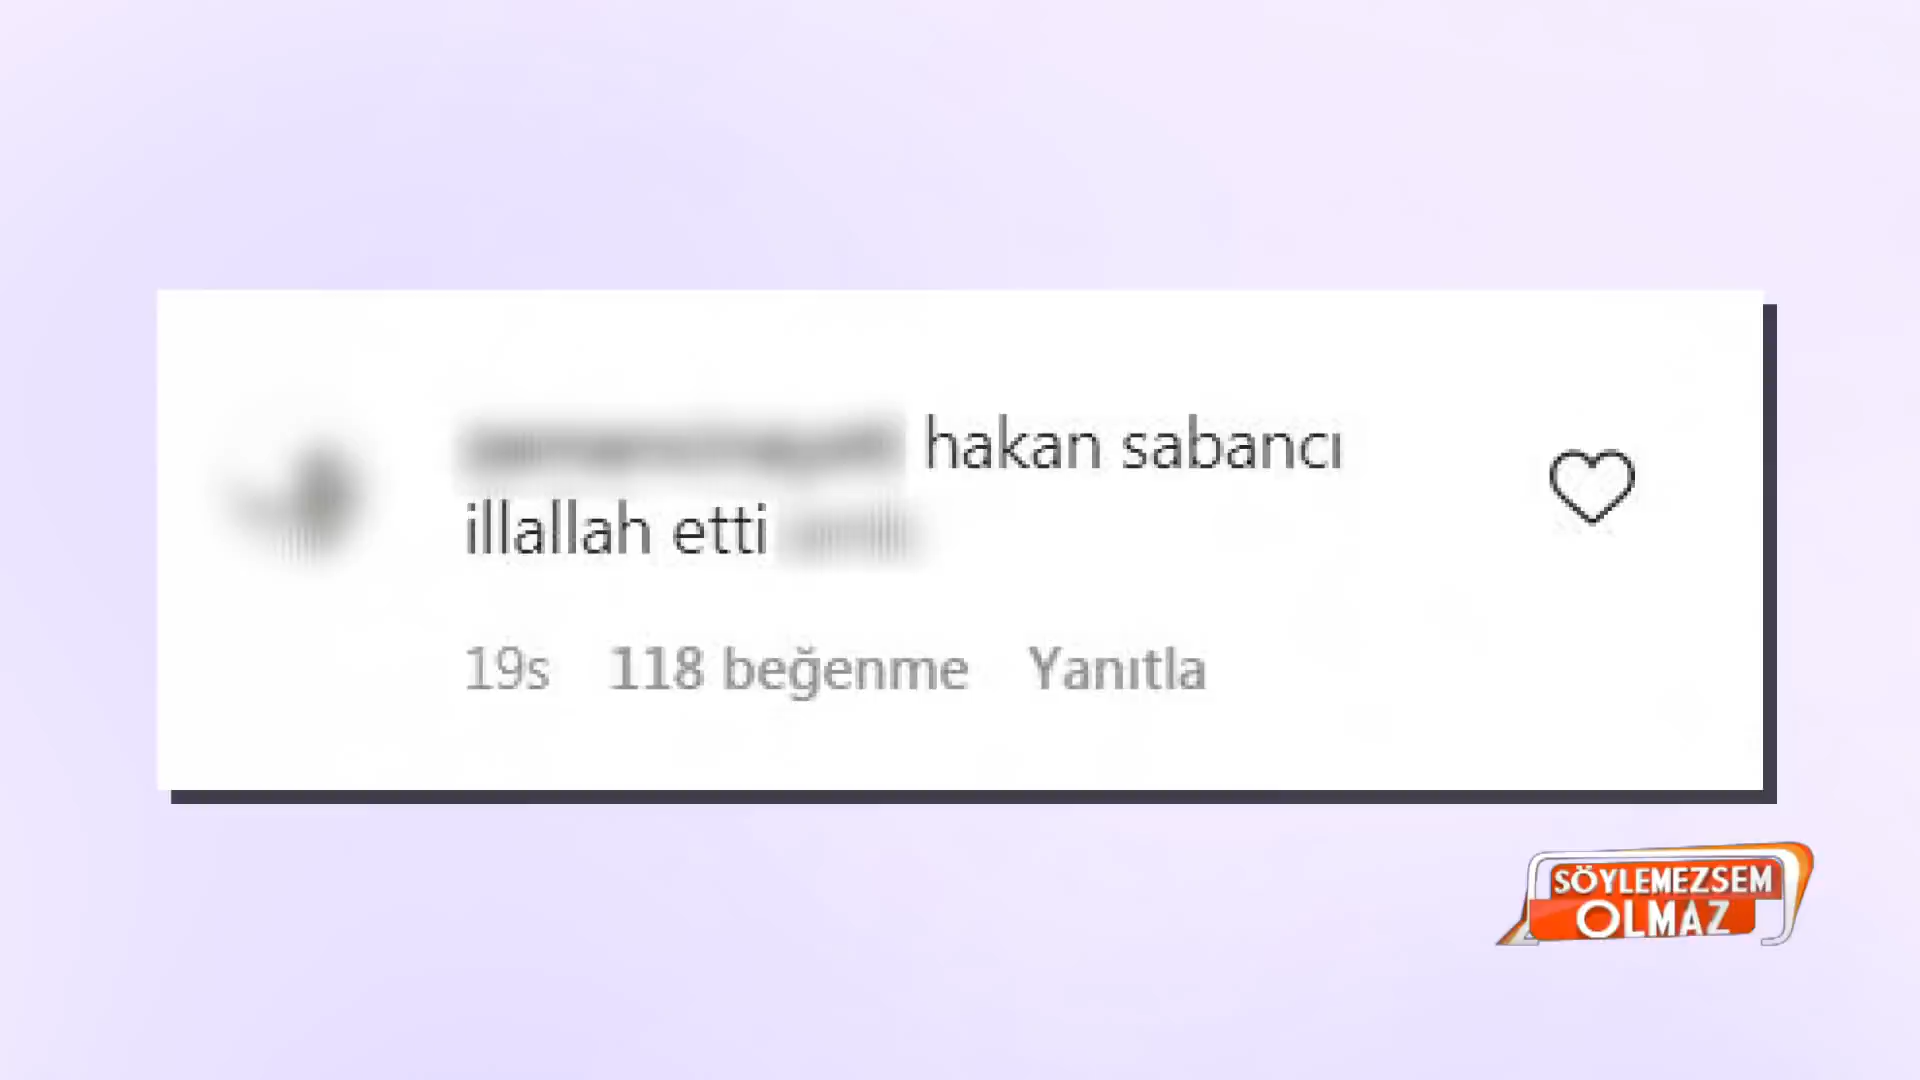 hakan sabancı
illallah etti
19s 118 beğenme Yanıtla
SÖYLEMEZSEM
OLMAZ